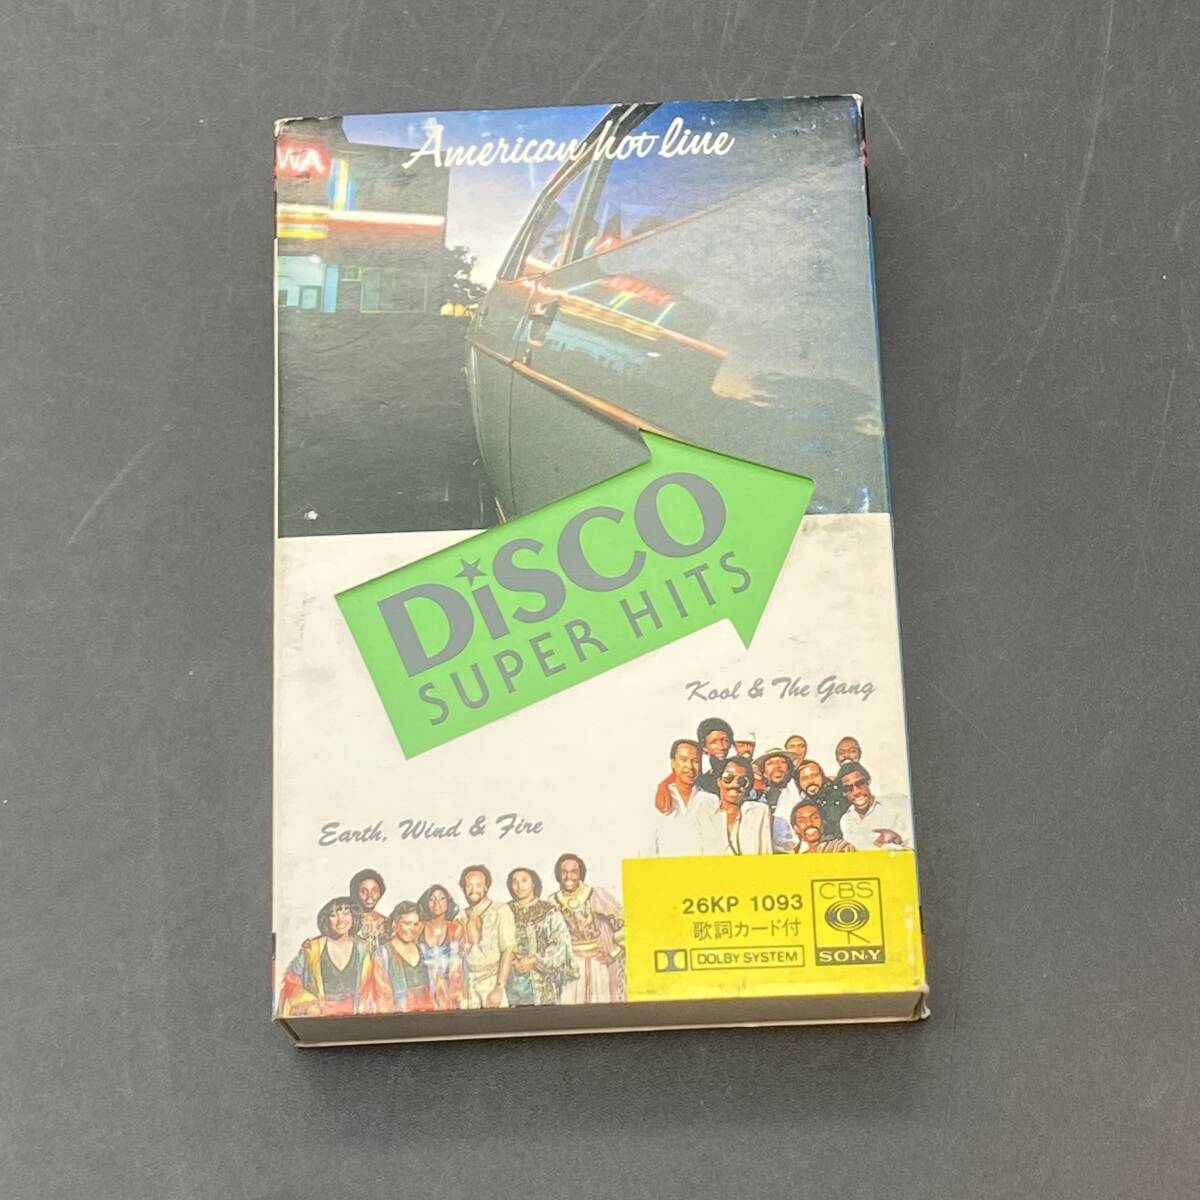 American hot line
DiSCO
SUPER HITS
Kool & The Gang
Earth, Wind & Fire
26KP 1093
歌詞カード付
DOLBY SYSTEM
CBS
SONY